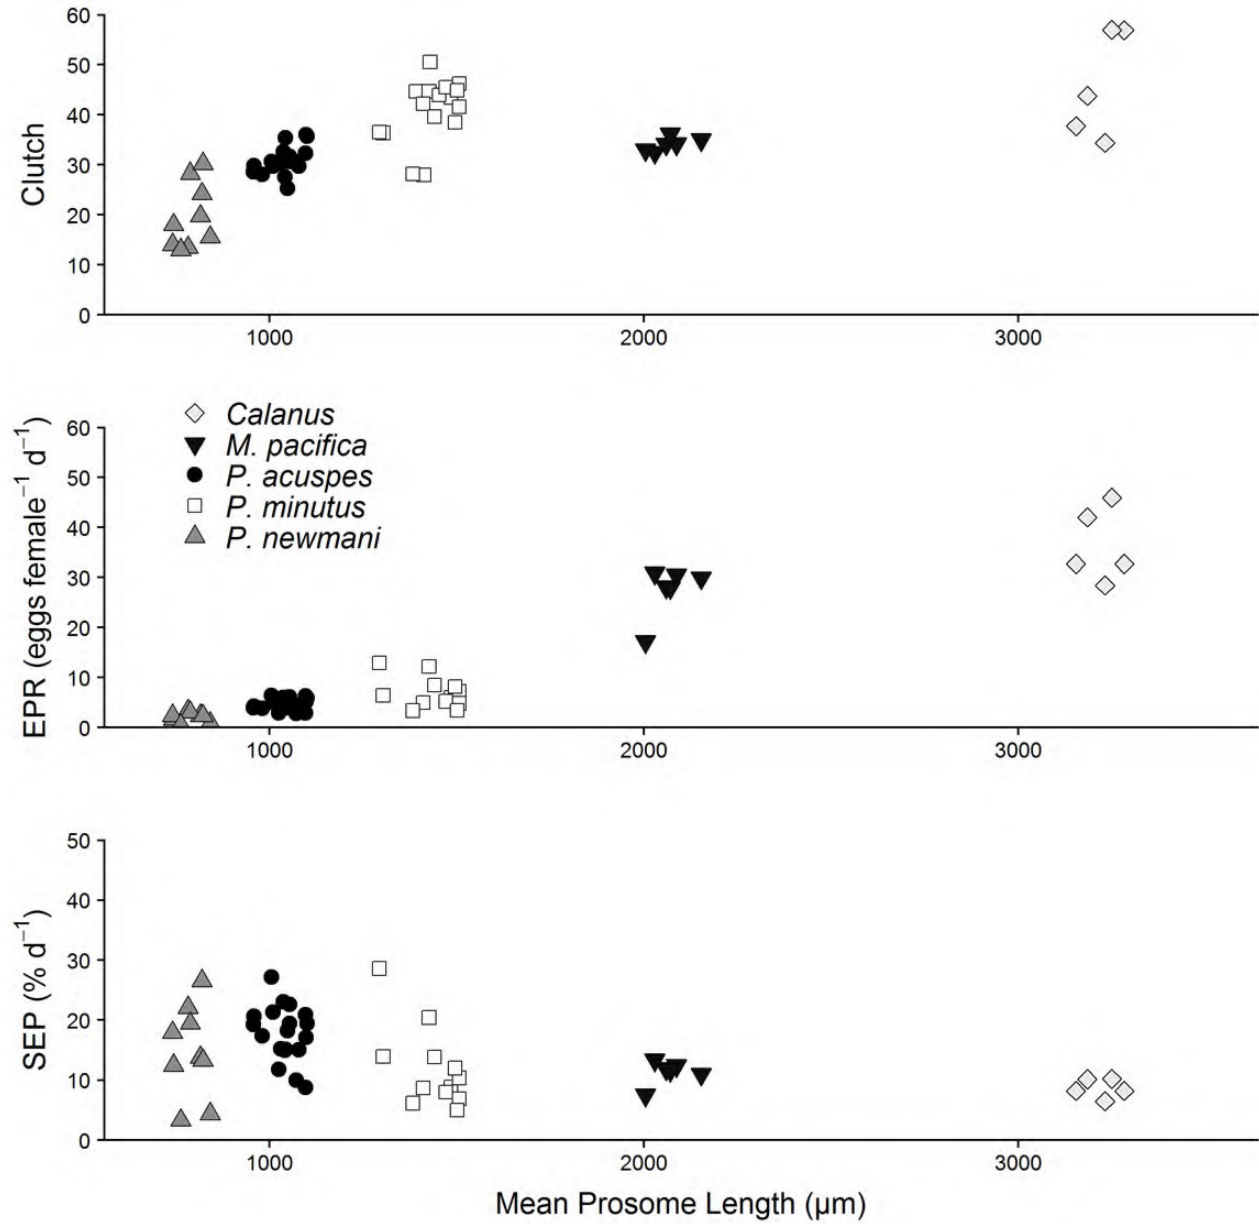 60
50
40
30
20
10
0
Clutch
1000 2000 3000
Calanus
M. pacifica
P. acuspes
P. minutus
P. newmani
60
50
40
30
20
10
0
EPR (eggs female⁻¹ d⁻¹)
1000 2000 3000
50
40
30
20
10
0
SEP (% d⁻¹)
1000 2000 3000
Mean Prosome Length (µm)